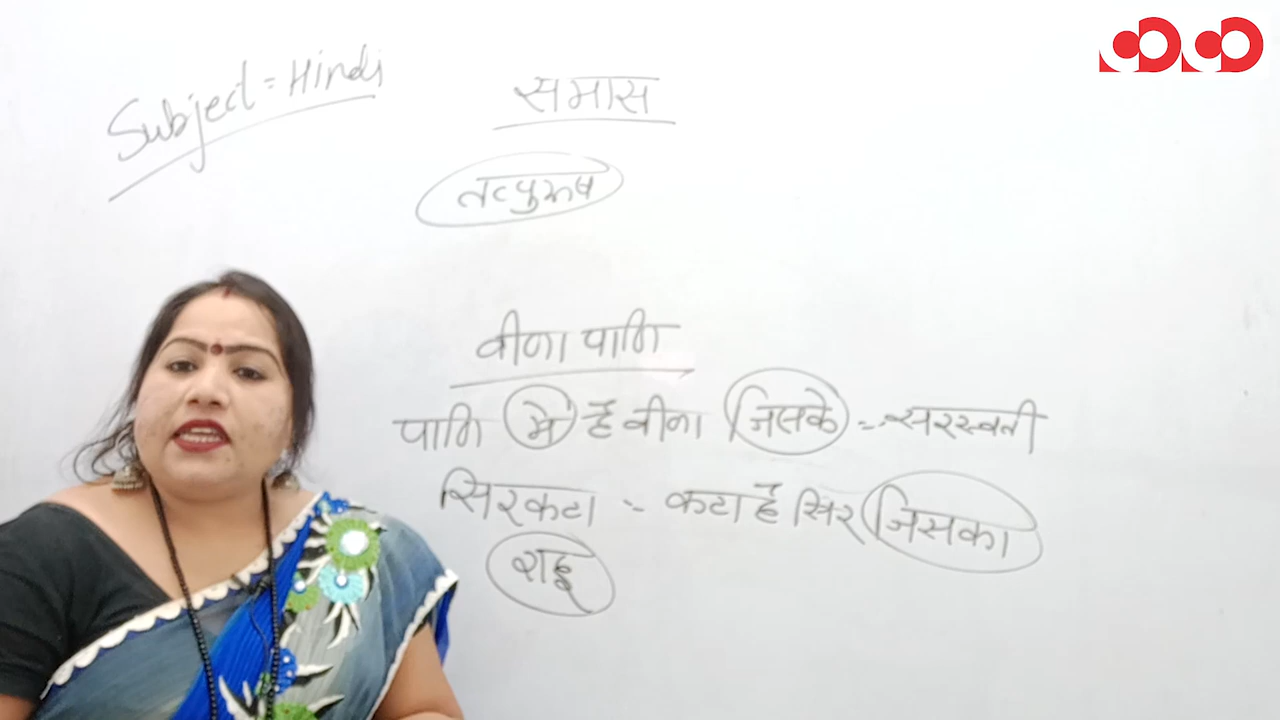 Subject = Hindi
समास
तत्पुरूष
वीणा पाणि
पाणि में है वीणा जिसके = सरस्वती
सिरकटा - कटा है सिर जिसका
राहू